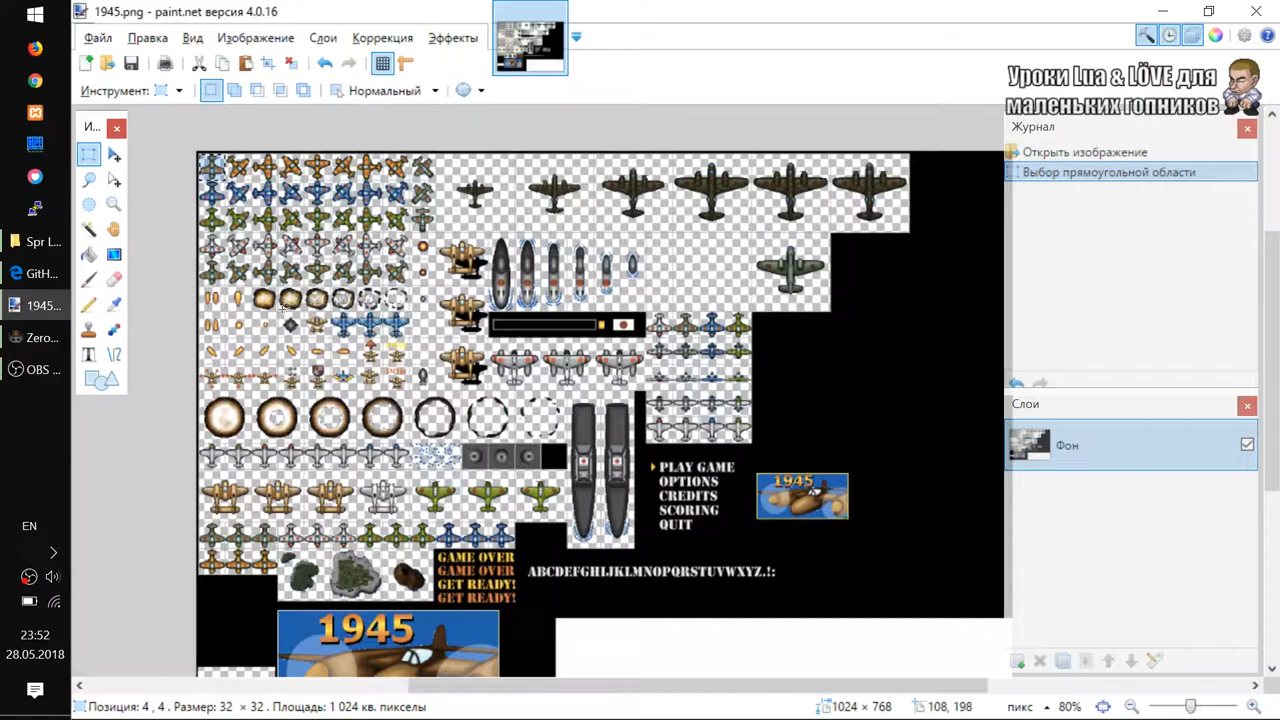 1945.png - paint.net версия 4.0.16
Файл Правка Вид Изображение Слои Коррекция Эффекты
Инструмент: Нормальный
Уроки Lua & LÖVE для
маленьких гопников
И...
Журнал
Открыть изображение
Выбор прямоугольной области
Spr L...
GitH...
1945...
Zero...
OBS ...
Слои
Фон
PLAY GAME
OPTIONS
CREDITS
SCORING
QUIT
1945
GAME OVER
GAME OVER
GET READY!
GET READY!
ABCDEFGHIJKLMNOPQRSTUVWXYZ.!:
1945
EN
23:52
28.05.2018
Позиция: 4 , 4 . Размер: 32 × 32 . Площадь: 1 024 кв. пикселы
1024 × 768
108, 198
пикс
80%